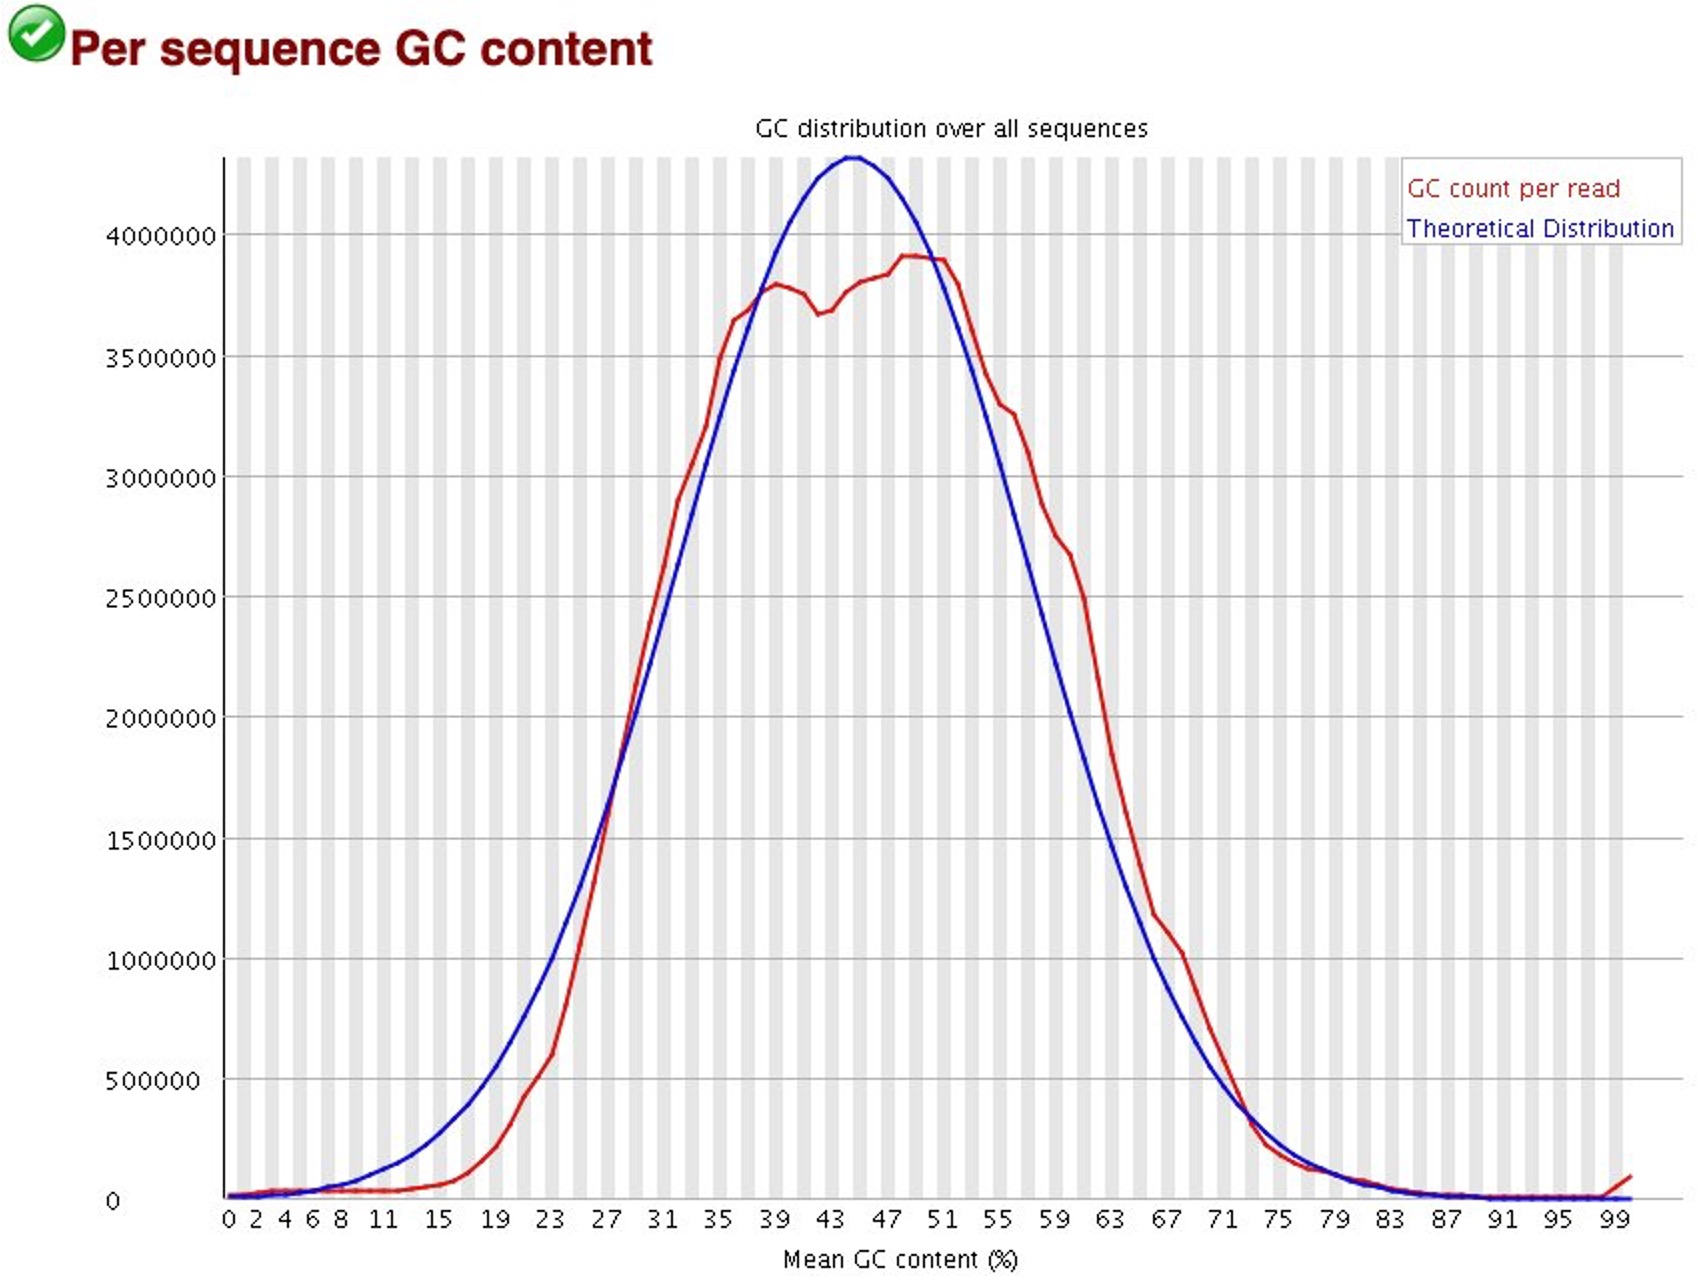 Per sequence GC content
GC distribution over all sequences
GC count per read
Theoretical Distribution
4000000
3500000
3000000
2500000
2000000
1500000
1000000
500000
0
0 2 4 6 8 11 15 19 23 27 31 35 39 43 47 51 55 59 63 67 71 75 79 83 87 91 95 99
Mean GC content (%)